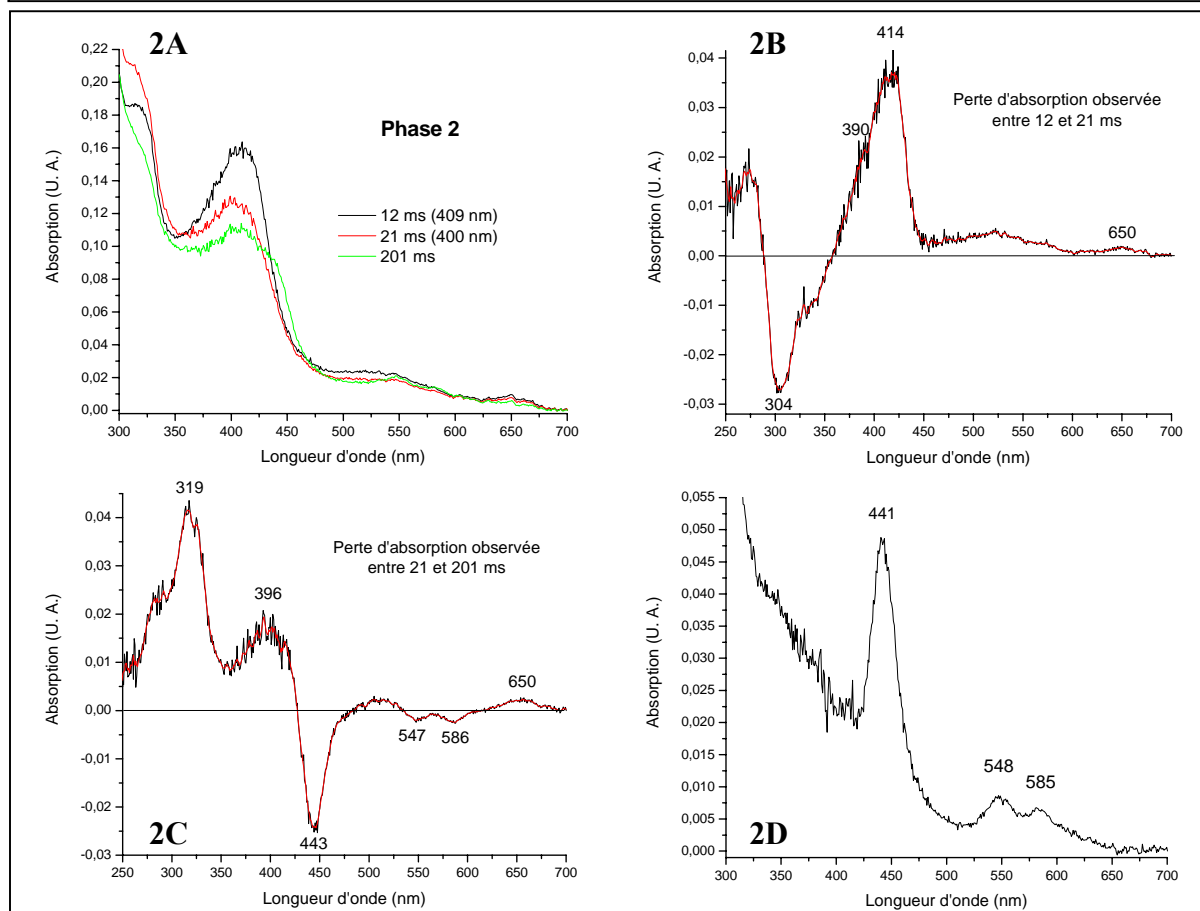 2A
0,22
0,20
0,18
0,16
0,14
0,12
0,10
0,08
0,06
0,04
0,02
0,00
Absorption (U. A.)
Phase 2
12 ms (409 nm)
21 ms (400 nm)
201 ms
300 350 400 450 500 550 600 650 700
Longueur d'onde (nm)
2B
0,04
0,03
0,02
0,01
0,00
-0,01
-0,03
Absorption (U. A.)
414
390
304
650
Perte d'absorption observée
entre 12 et 21 ms
250 300 350 400 450 500 550 600 650 700
Longueur d'onde (nm)
319
0,04
0,03
0,02
0,01
0,00
-0,01
-0,02
-0,03
Absorption (U. A.)
Perte d'absorption observée
entre 21 et 201 ms
396
650
547
586
443
2C
250 300 350 400 450 500 550 600 650 700
Longueur d'onde (nm)
0,055
0,050
0,045
0,040
0,035
0,030
0,025
0,020
0,015
0,010
0,005
0,000
Absorption (U. A.)
441
548
585
2D
300 350 400 450 500 550 600 650 700
Longueur d'onde (nm)